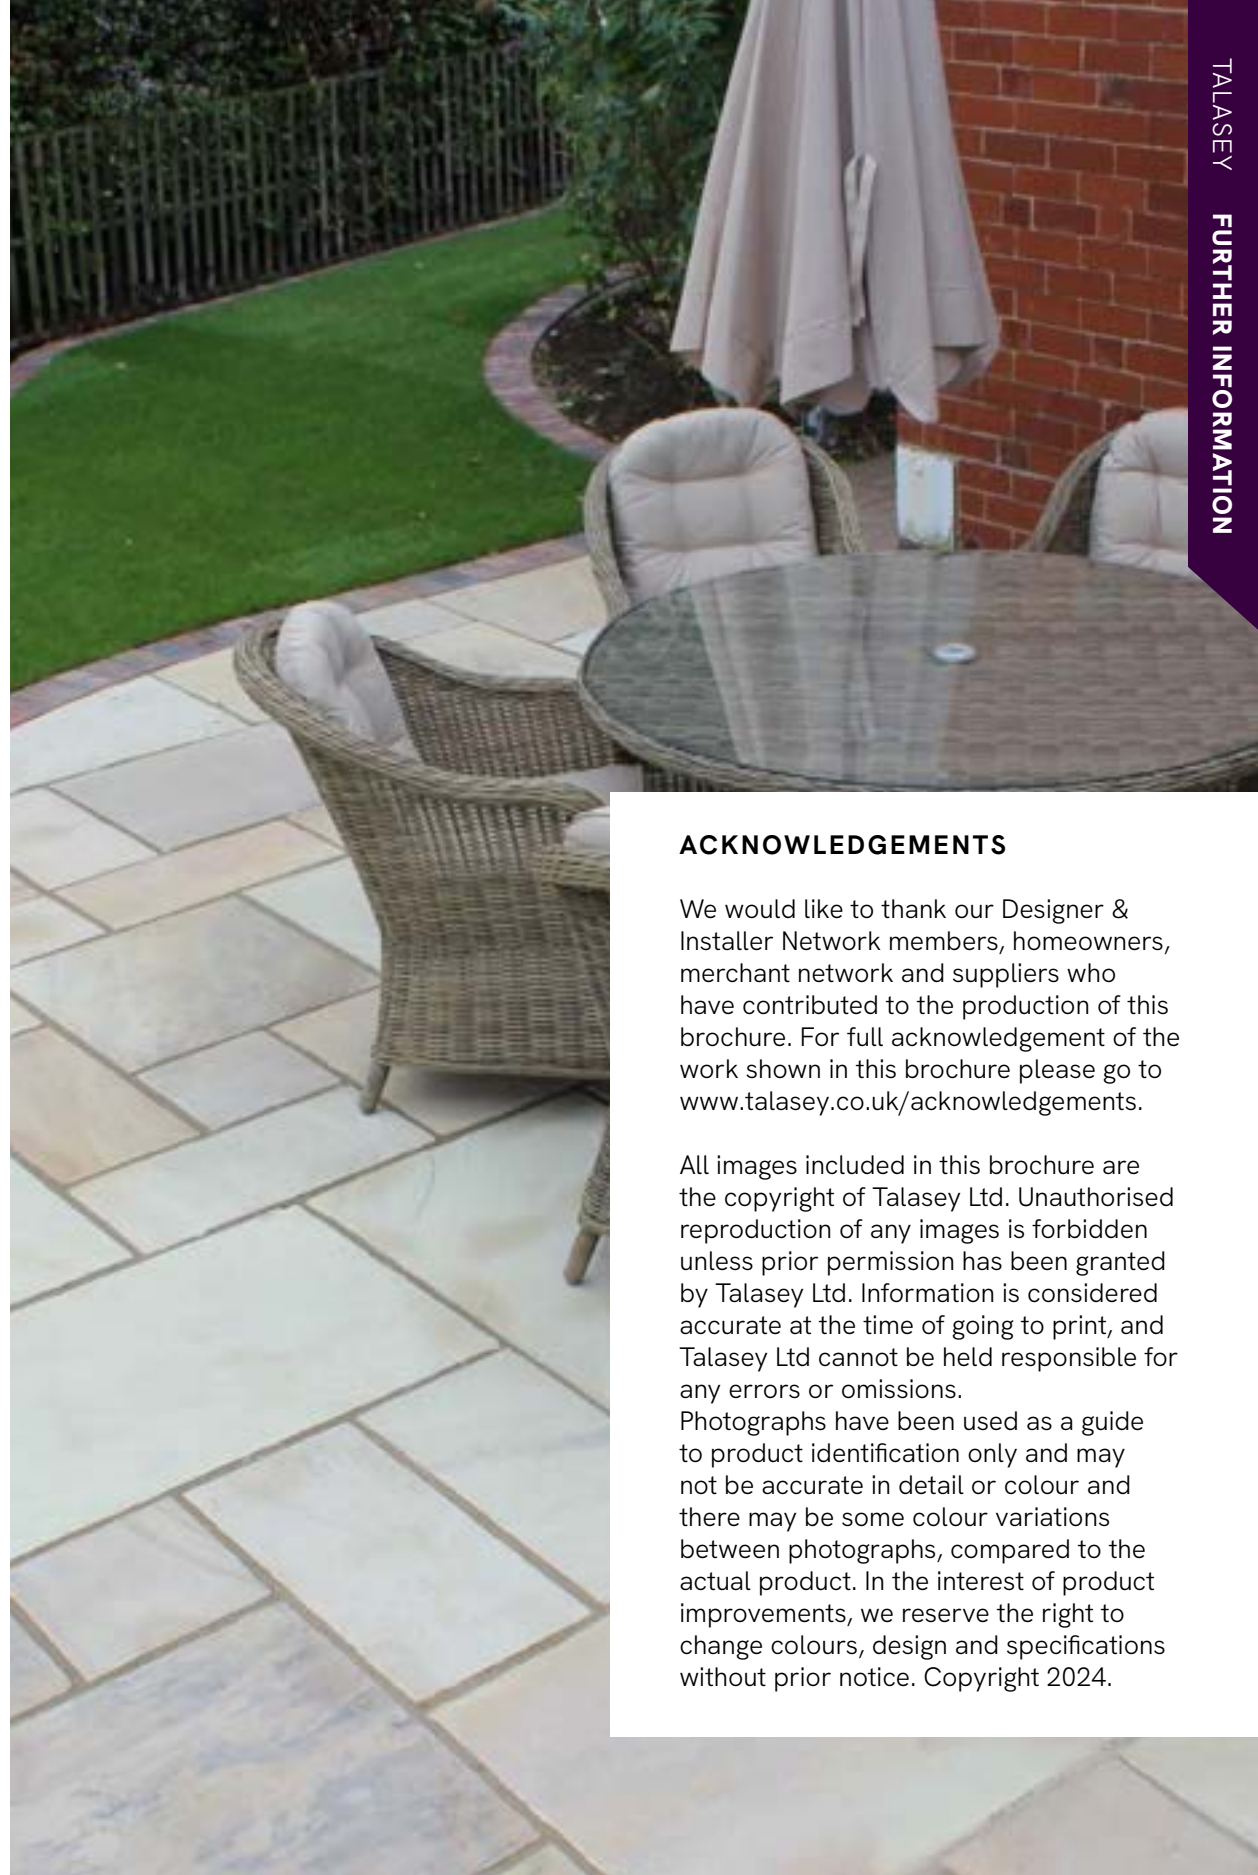 TALASEY FURTHER INFORMATION
ACKNOWLEDGEMENTS
We would like to thank our Designer &
Installer Network members, homeowners,
merchant network and suppliers who
have contributed to the production of this
brochure. For full acknowledgement of the
work shown in this brochure please go to
www.talasey.co.uk/acknowledgements.
All images included in this brochure are
the copyright of Talasey Ltd. Unauthorised
reproduction of any images is forbidden
unless prior permission has been granted
by Talasey Ltd. Information is considered
accurate at the time of going to print, and
Talasey Ltd cannot be held responsible for
any errors or omissions.
Photographs have been used as a guide
to product identification only and may
not be accurate in detail or colour and
there may be some colour variations
between photographs, compared to the
actual product. In the interest of product
improvements, we reserve the right to
change colours, design and specifications
without prior notice. Copyright 2024.